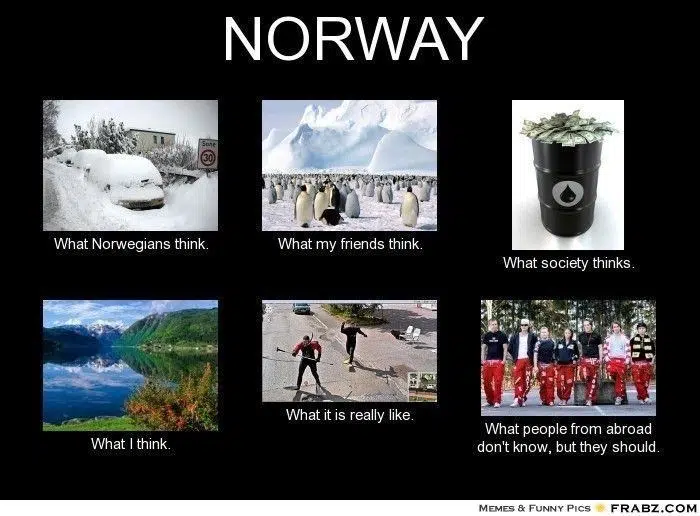 NORWAY
Sone
30
What Norwegians think.
What my friends think.
What society thinks.
What I think.
What it is really like.
What people from abroad
don't know, but they should.
MEMES & FUNNY PICS FRABZ.COM